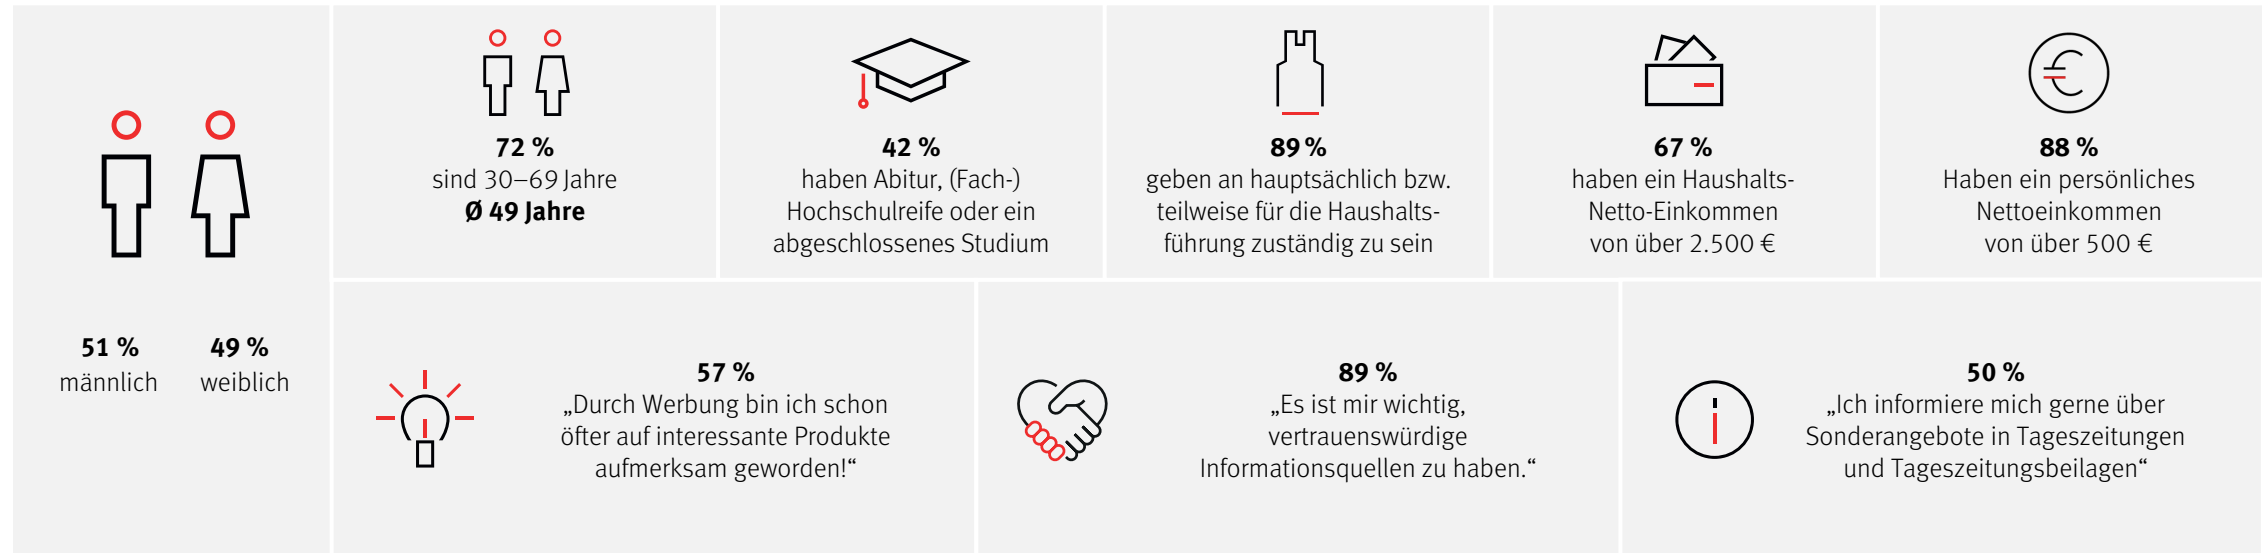 51 %
männlich
49 %
weiblich
72 %
sind 30–69 Jahre
Ø 49 Jahre
42 %
haben Abitur, (Fach-)
Hochschulreife oder ein
abgeschlossenes Studium
89 %
geben an hauptsächlich bzw.
teilweise für die Haushalts-
führung zuständig zu sein
67 %
haben ein Haushalts-
Netto-Einkommen
von über 2.500 €
88 %
Haben ein persönliches
Nettoeinkommen
von über 500 €
57 %
„Durch Werbung bin ich schon
öfter auf interessante Produkte
aufmerksam geworden!“
89 %
„Es ist mir wichtig,
vertrauenswürdige
Informationsquellen zu haben.“
50 %
„Ich informiere mich gerne über
Sonderangebote in Tageszeitungen
und Tageszeitungsbeilagen“